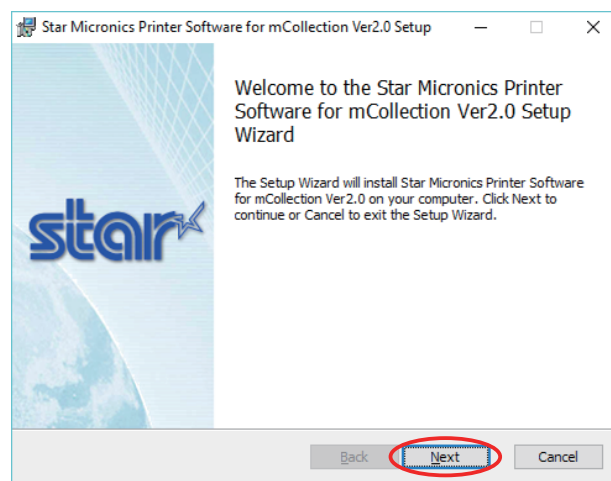 Star Micronics Printer Software for mCollection Ver2.0 Setup
Welcome to the Star Micronics Printer
Software for mCollection Ver2.0 Setup
Wizard
The Setup Wizard will install Star Micronics Printer Software
for mCollection Ver2.0 on your computer. Click Next to
continue or Cancel to exit the Setup Wizard.
star
Back Next Cancel